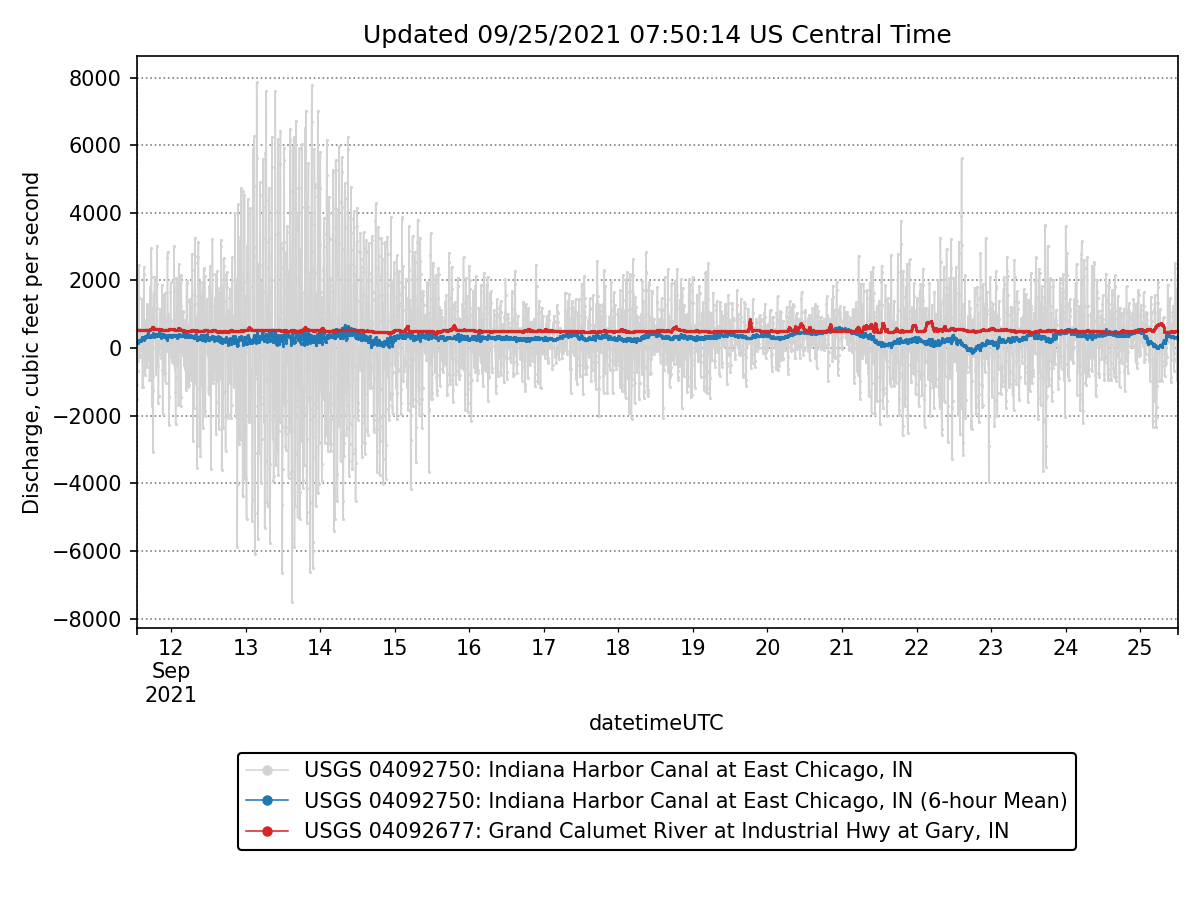 Updated 09/25/2021 07:50:14 US Central Time
Discharge, cubic feet per second
8000
6000
4000
2000
0
−2000
−4000
−6000
−8000
12 13 14 15 16 17 18 19 20 21 22 23 24 25
Sep
2021
datetimeUTC
USGS 04092750: Indiana Harbor Canal at East Chicago, IN
USGS 04092750: Indiana Harbor Canal at East Chicago, IN (6-hour Mean)
USGS 04092677: Grand Calumet River at Industrial Hwy at Gary, IN